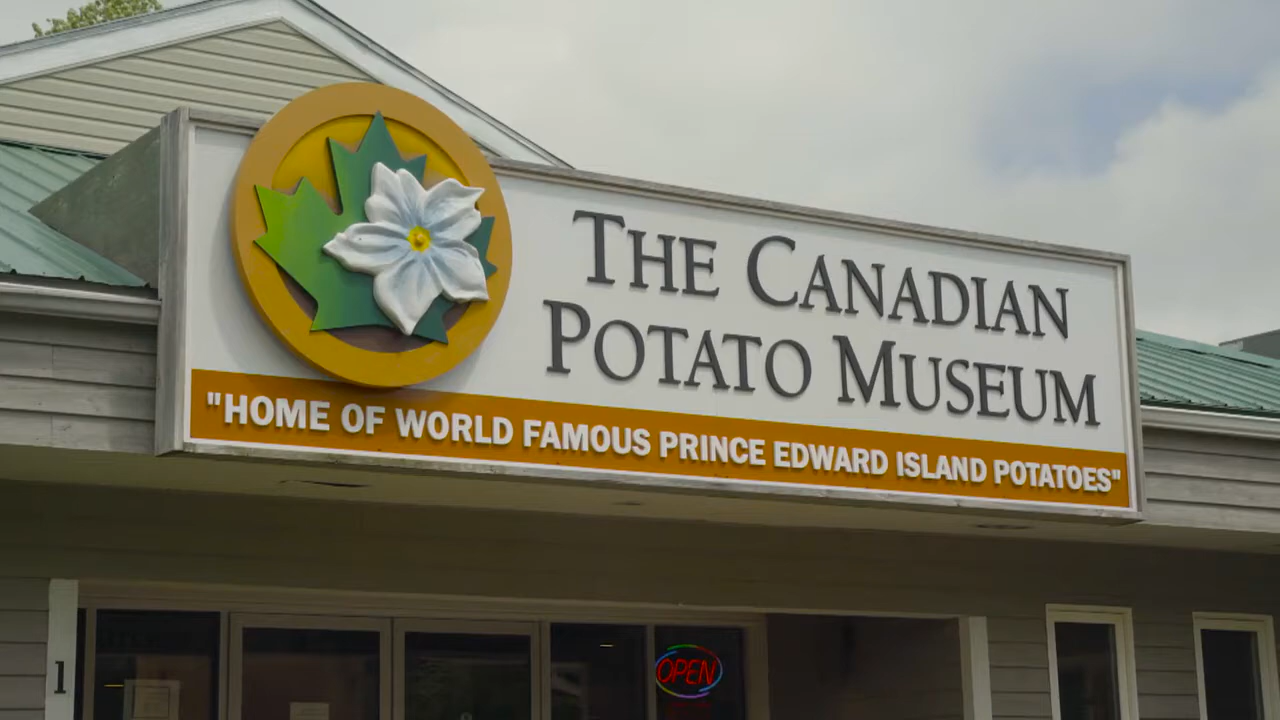 THE CANADIAN
POTATO MUSEUM
"HOME OF WORLD FAMOUS PRINCE EDWARD ISLAND POTATOES"
OPEN
1